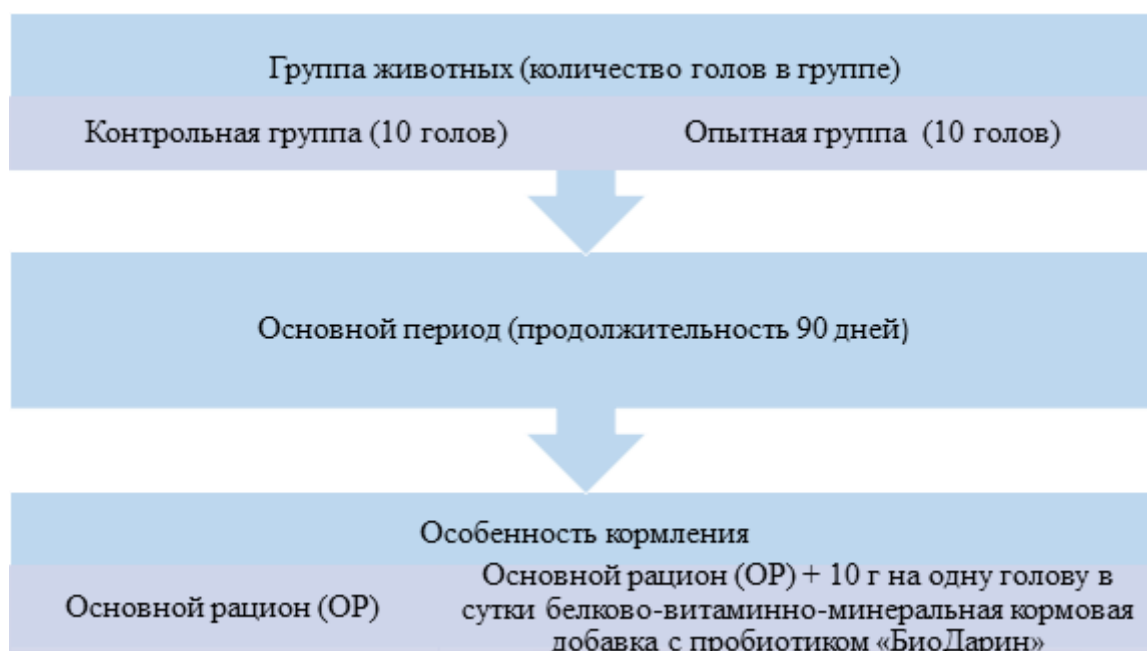 Группа животных (количество голов в группе)
Контрольная группа (10 голов) Опытная группа (10 голов)
Основной период (продолжительность 90 дней)
Особенность кормления
Основной рацион (ОР)
Основной рацион (ОР) + 10 г на одну голову в
сутки белково-витаминно-минеральная кормовая
добавка с пробиотиком «БиоДарин»